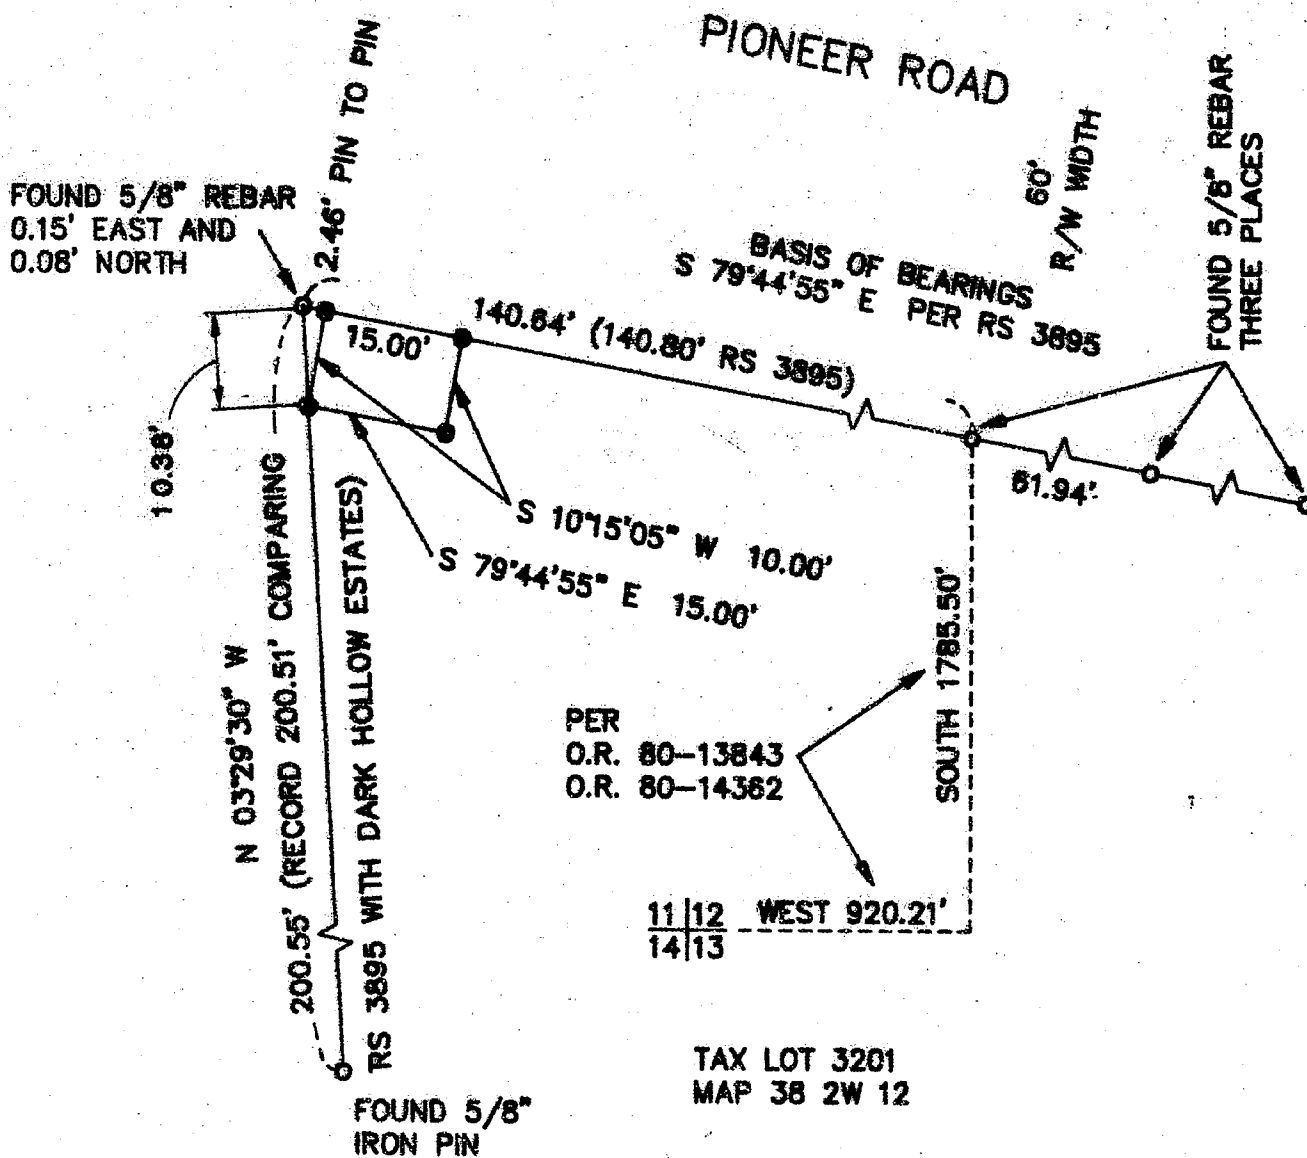 PIONEER ROAD
2.46' PIN TO PIN
FOUND 5/8" REBAR
0.15' EAST AND
0.08' NORTH
60'
R/W WIDTH
FOUND 5/8" REBAR
THREE PLACES
BASIS OF BEARINGS
S 79°44'55" E PER RS 3895
15.00'
140.64' (140.80' RS 3895)
10.38'
61.94'
S 10°15'05" W 10.00'
S 79°44'55" E 15.00'
N 03°29'30" W
200.55' (RECORD 200.51' COMPARING
RS 3895 WITH DARK HOLLOW ESTATES)
SOUTH 1785.50'
PER
O.R. 80-13843
O.R. 80-14362
11 12
14 13
WEST 920.21'
FOUND 5/8"
IRON PIN
TAX LOT 3201
MAP 38 2W 12